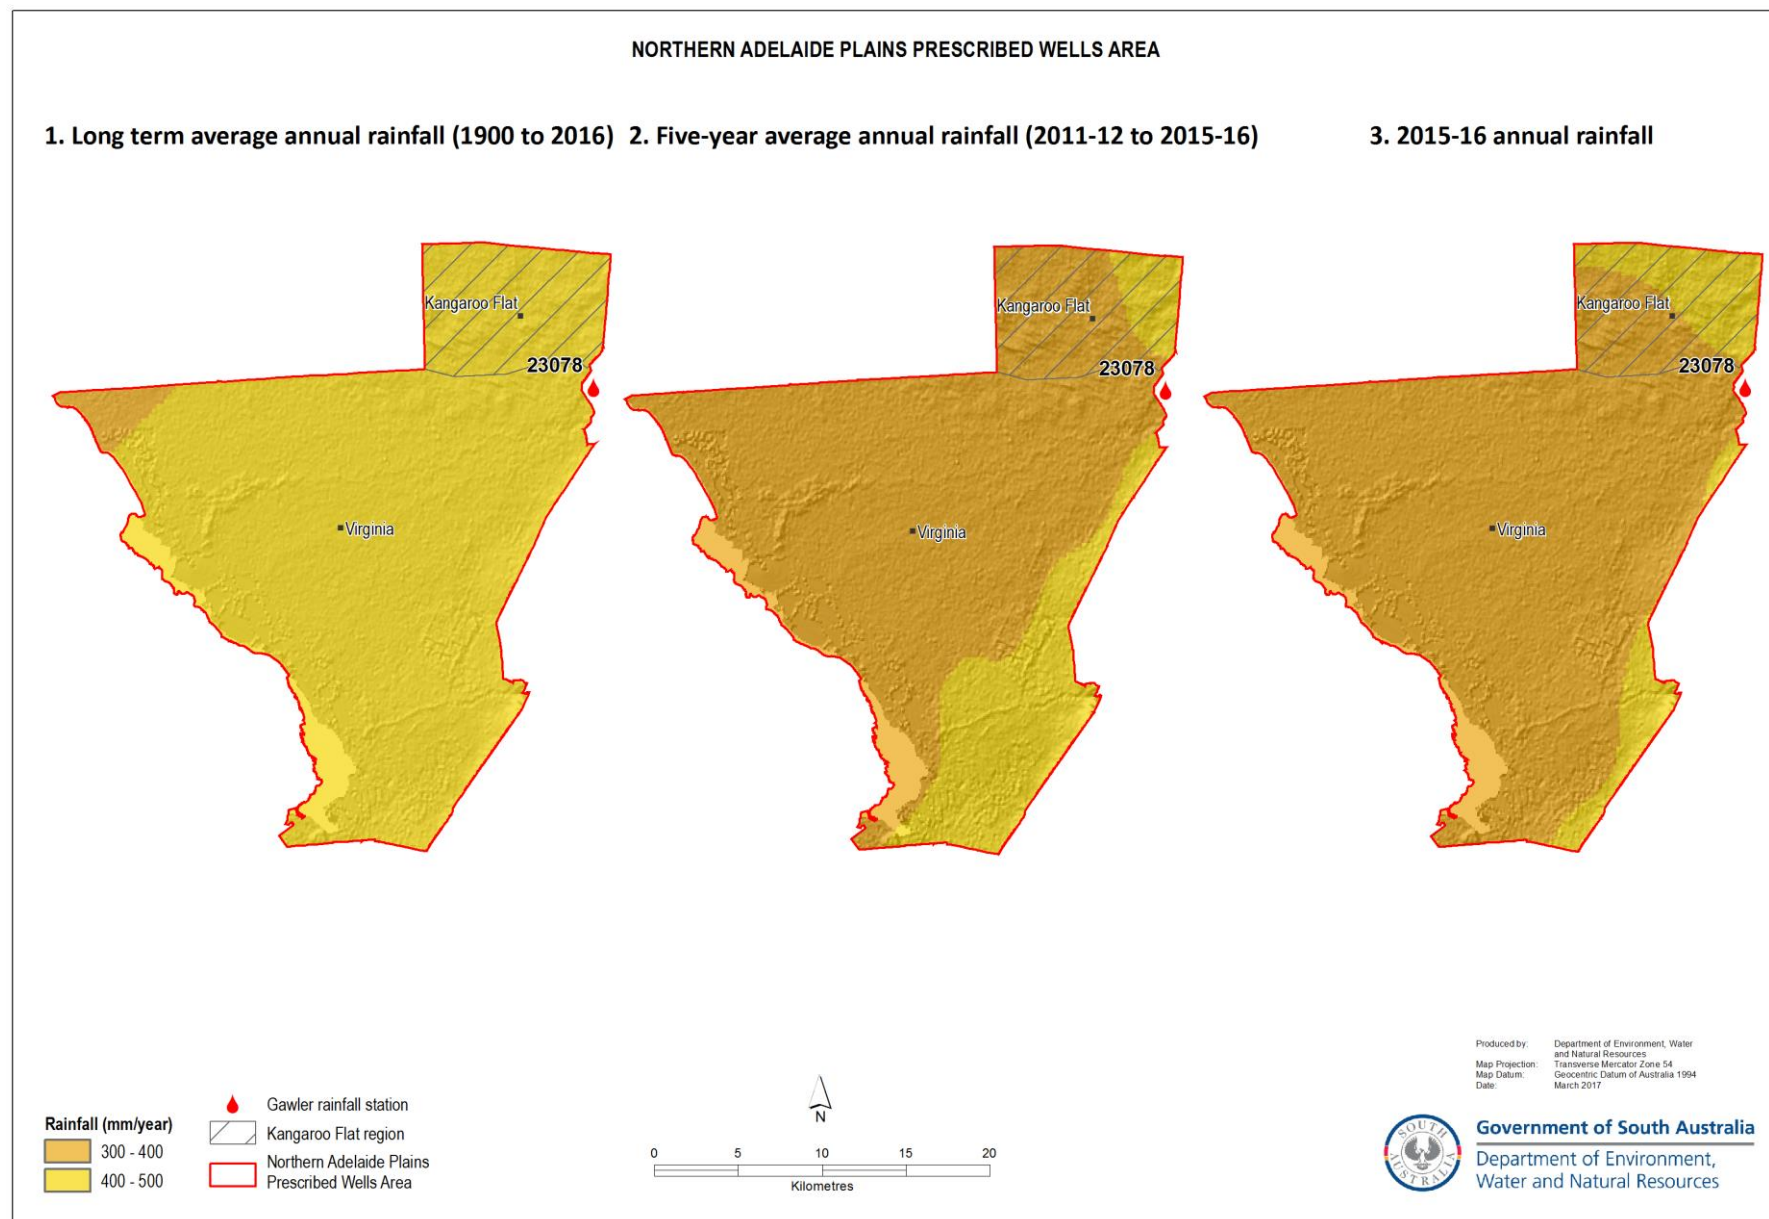 NORTHERN ADELAIDE PLAINS PRESCRIBED WELLS AREA
1. Long term average annual rainfall (1900 to 2016)
2. Five-year average annual rainfall (2011-12 to 2015-16)
3. 2015-16 annual rainfall
Kangaroo Flat
23078
Virginia
Kangaroo Flat
23078
Virginia
Kangaroo Flat
23078
Virginia
Rainfall (mm/year)
300 - 400
400 - 500
Gawler rainfall station
Kangaroo Flat region
Northern Adelaide Plains
Prescribed Wells Area
N
0 5 10 15 20
Kilometres
Produced by: Department of Environment, Water
and Natural Resources
Map Projection: Transverse Mercator Zone 54
Map Datum: Geocentric Datum of Australia 1994
Date: March 2017
SOUTH
AUSTRALIA
Government of South Australia
Department of Environment,
Water and Natural Resources